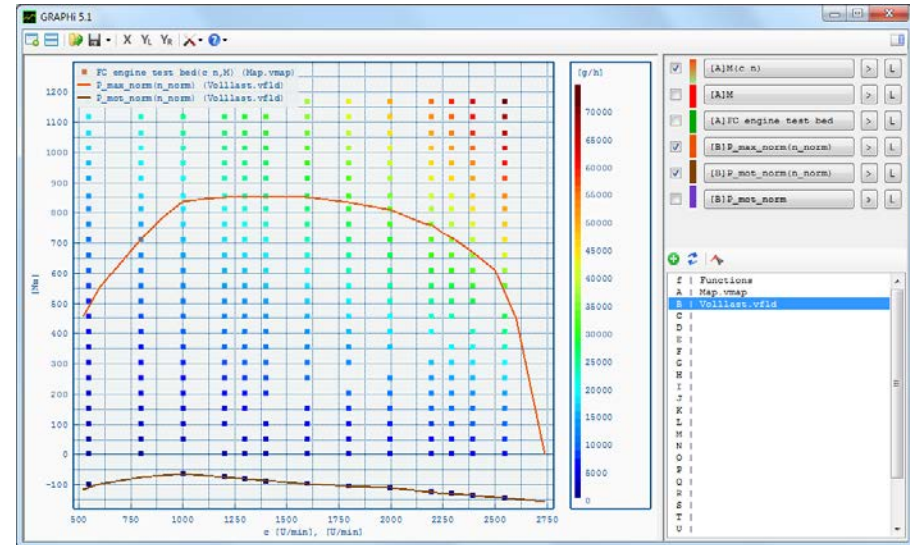 GRAPHi 5.1
X YL YR
FC engine test bed(c n,M) (Map.vmap)
P_max_norm(n_norm) (Volllast.vfld)
P_mot_norm(n_norm) (Volllast.vfld)
[Nm]
1200
1100
1000
900
800
700
600
500
400
300
200
100
0
-100
500 750 1000 1250 1500 1750 2000 2250 2500 2750
c [U/min], [U/min]
[g/h]
70000
65000
60000
55000
50000
45000
40000
35000
30000
25000
20000
15000
10000
5000
0
[A]M(c n) > L
[A]M > L
[A]FC engine test bed > L
[B]P_max_norm(n_norm) > L
[B]P_mot_norm(n_norm) > L
[B]P_mot_norm > L
f | Functions
A | Map.vmap
B | Volllast.vfld
C |
D |
E |
F |
G |
H |
I |
J |
K |
L |
M |
N |
O |
P |
Q |
R |
S |
T |
U |